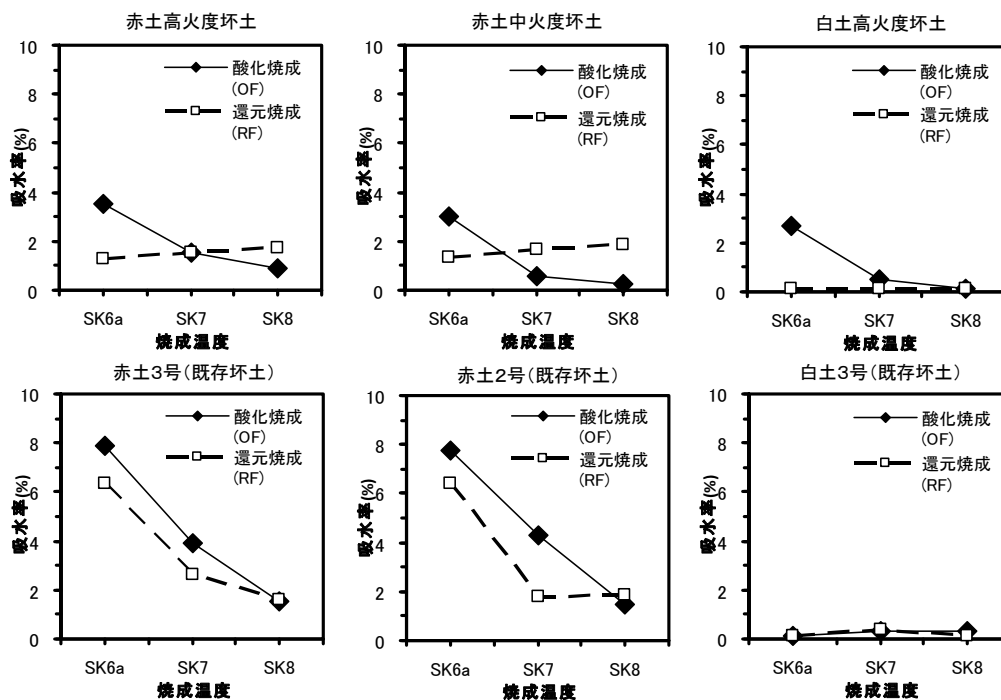 赤土高火度坏土
10
8
6
4
2
0
吸水率(%)
酸化焼成
(OF)
還元焼成
(RF)
SK6a
SK7
SK8
焼成温度
赤土中火度坏土
10
8
6
4
2
0
吸水率(%)
酸化焼成
(OF)
還元焼成
(RF)
SK6a
SK7
SK8
焼成温度
白土高火度坏土
10
8
6
4
2
0
吸水率(%)
酸化焼成
(OF)
還元焼成
(RF)
SK6a
SK7
SK8
焼成温度
赤土3号(既存坏土)
10
8
6
4
2
0
吸水率(%)
酸化焼成
(OF)
還元焼成
(RF)
SK6a
SK7
SK8
焼成温度
赤土2号(既存坏土)
10
8
6
4
2
0
吸水率(%)
酸化焼成
(OF)
還元焼成
(RF)
SK6a
SK7
SK8
焼成温度
白土3号(既存坏土)
10
8
6
4
2
0
吸水率(%)
酸化焼成
(OF)
還元焼成
(RF)
SK6a
SK7
SK8
焼成温度